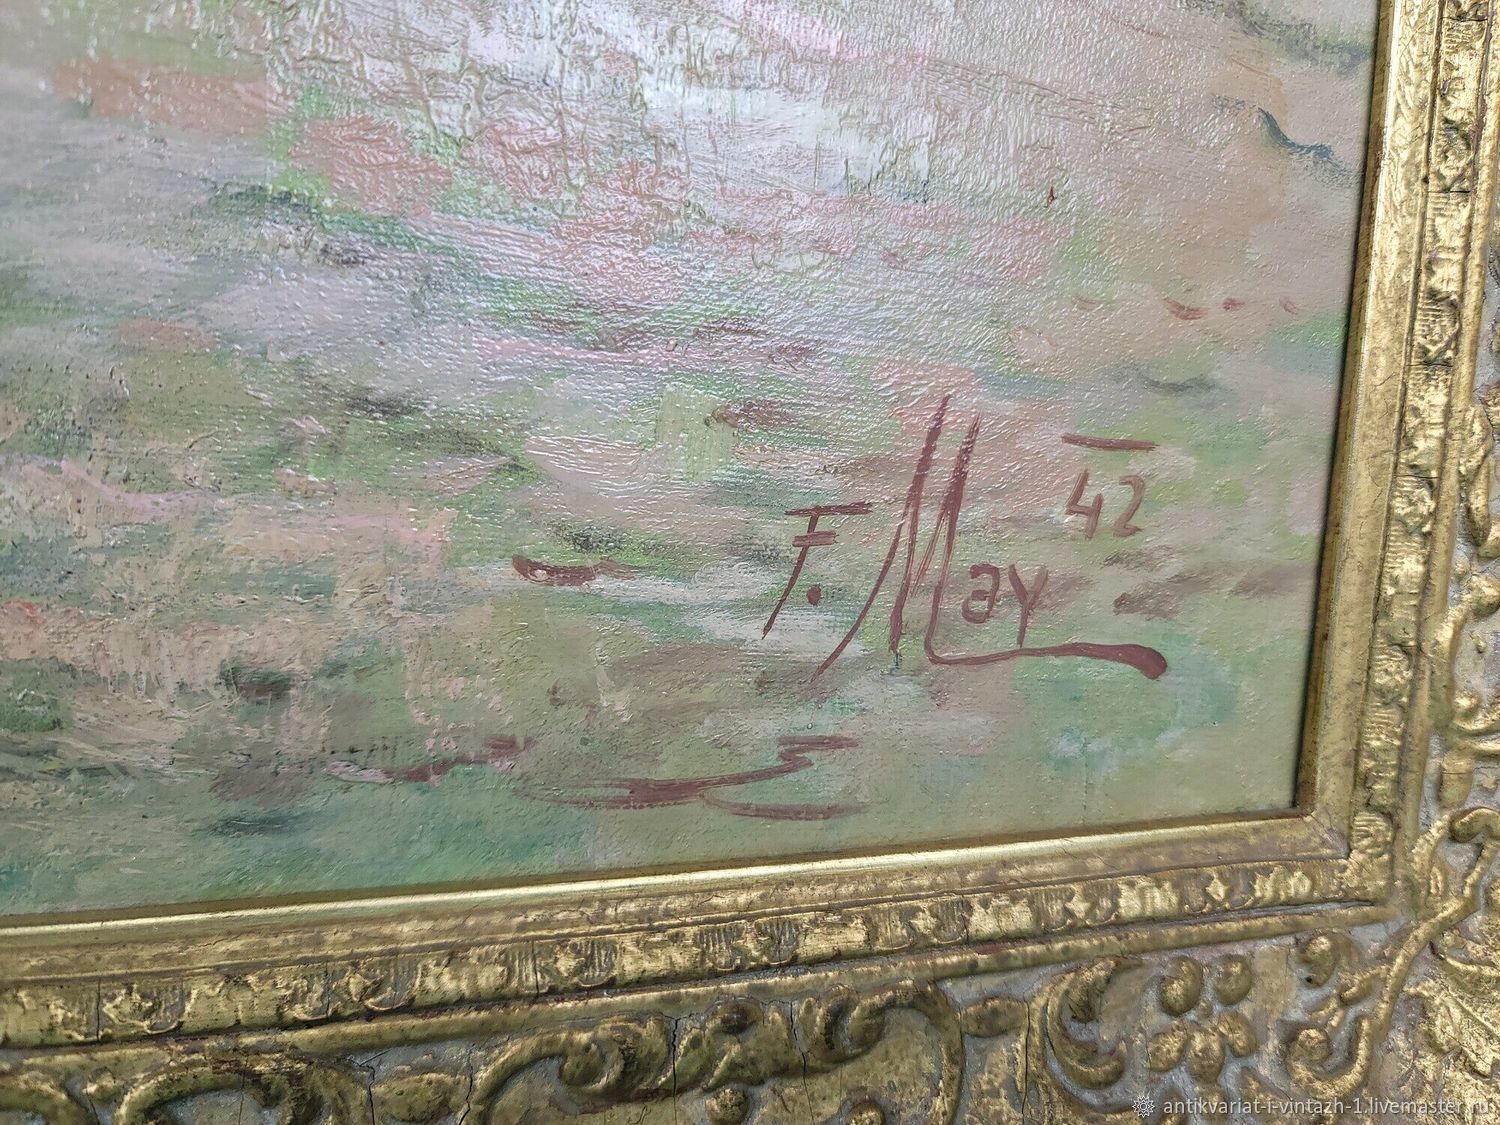 F. May 42
antikvariat-i-vintazh-1.livemaster.ru